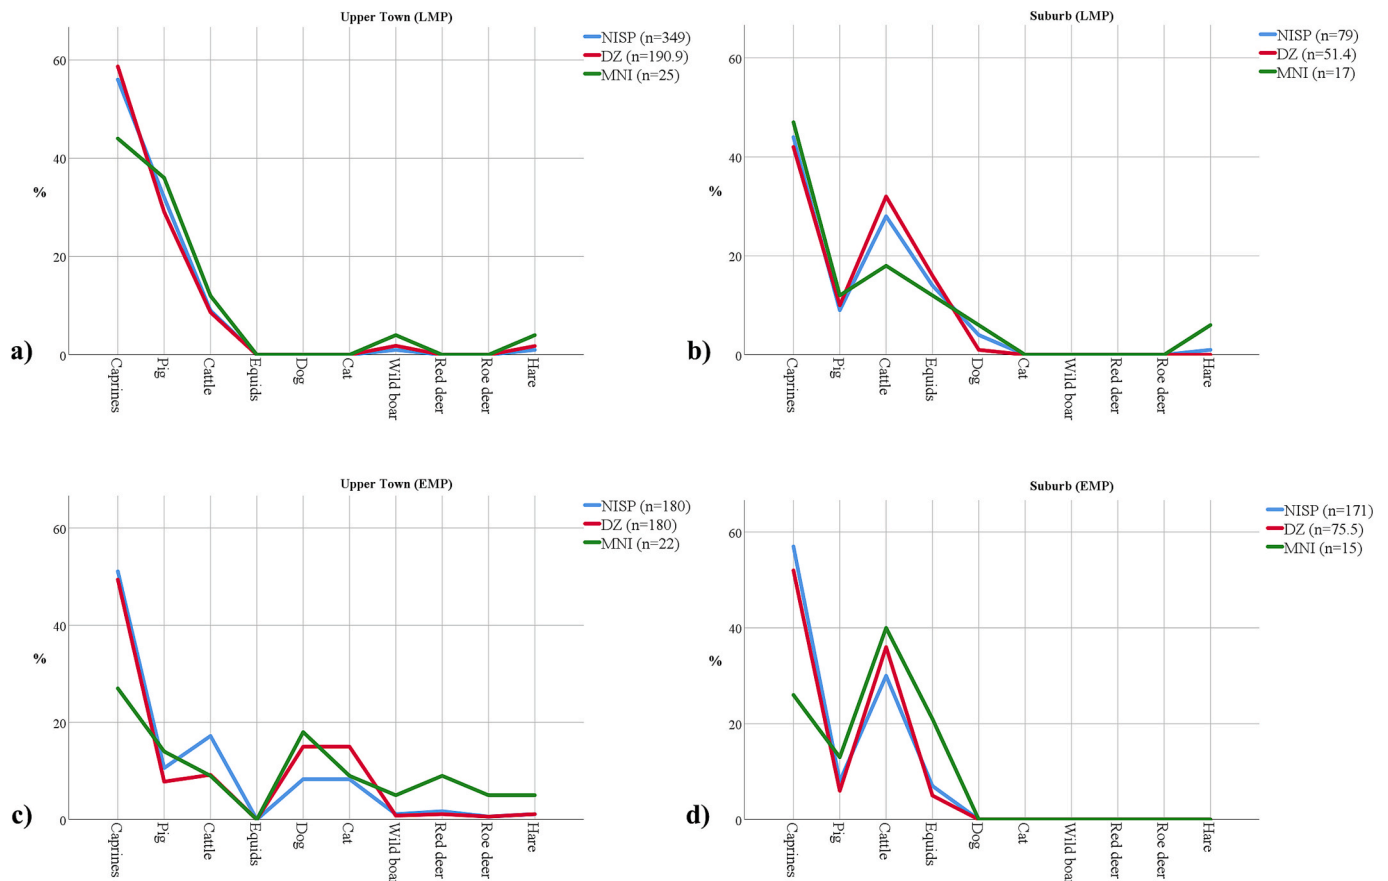 Upper Town (LMP)
NISP (n=349)
DZ (n=190.9)
MNI (n=25)
60
40
%
20
0
a)
Caprines
Pig
Cattle
Equids
Dog
Cat
Wild boar
Red deer
Roe deer
Hare
Suburb (LMP)
NISP (n=79)
DZ (n=51.4)
MNI (n=17)
60
40
%
20
0
b)
Caprines
Pig
Cattle
Equids
Dog
Cat
Wild boar
Red deer
Roe deer
Hare
Upper Town (EMP)
NISP (n=180)
DZ (n=180)
MNI (n=22)
60
40
%
20
0
c)
Caprines
Pig
Cattle
Equids
Dog
Cat
Wild boar
Red deer
Roe deer
Hare
Suburb (EMP)
NISP (n=171)
DZ (n=75.5)
MNI (n=15)
60
40
%
20
0
d)
Caprines
Pig
Cattle
Equids
Dog
Cat
Wild boar
Red deer
Roe deer
Hare